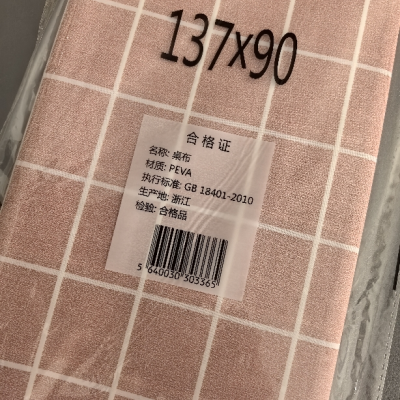 137x90
合格证
名称: 桌布
材质: PEVA
执行标准: GB 18401-2010
生产地: 浙江
检验: 合格品
5 640030 303365